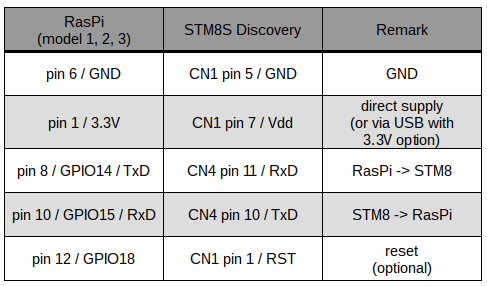 RasPi
(model 1, 2, 3)
STM8S Discovery
Remark
pin 6 / GND
CN1 pin 5 / GND
GND
pin 1 / 3.3V
CN1 pin 7 / Vdd
direct supply
(or via USB with
3.3V option)
pin 8 / GPIO14 / TxD
CN4 pin 11 / RxD
RasPi -> STM8
pin 10 / GPIO15 / RxD
CN4 pin 10 / TxD
STM8 -> RasPi
pin 12 / GPIO18
CN1 pin 1 / RST
reset
(optional)